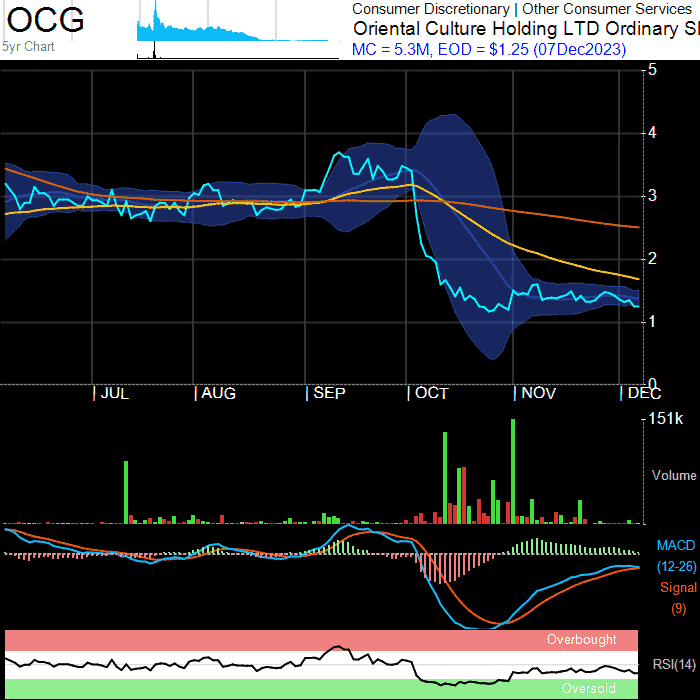 OCG
5yr Chart
Consumer Discretionary | Other Consumer Services
Oriental Culture Holding LTD Ordinary S
MC = 5.3M, EOD = $1.25 (07Dec2023)
5
4
3
2
1
0
| JUL | AUG | SEP | OCT | NOV | DEC
151k
Volume
MACD
(12-26)
Signal
(9)
Overbought
RSI(14)
Oversold